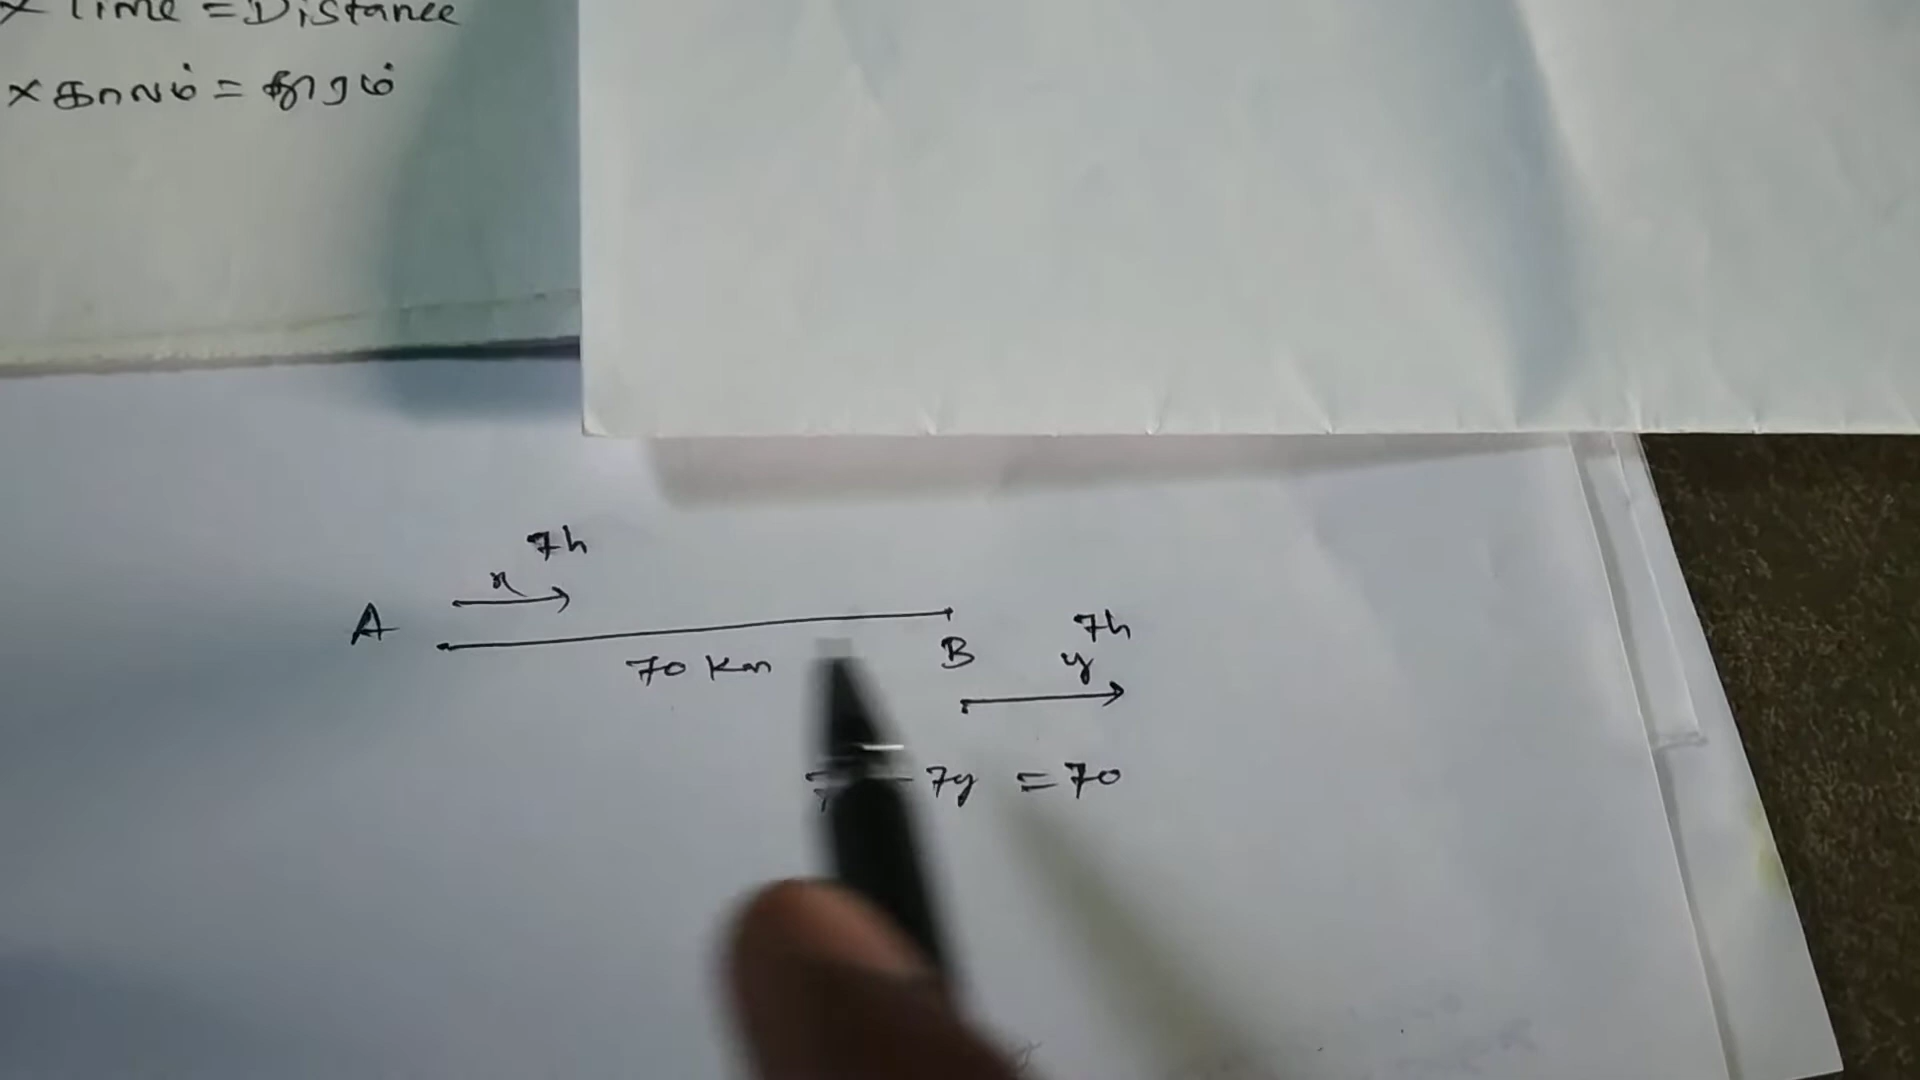 × Time = Distance
× காலம் = தூரம்
7h
x
A
70 Km
B
7h
y
- 7y = 70